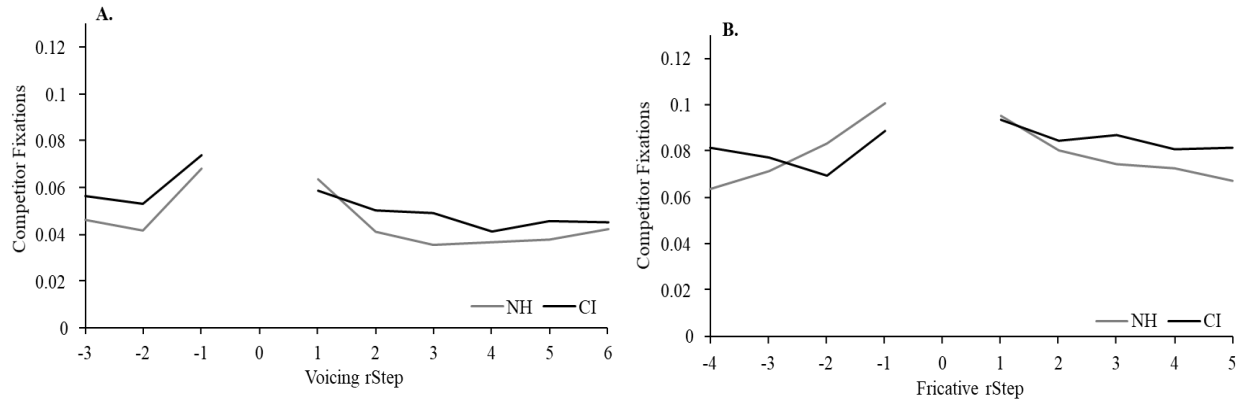 A.
0.12
0.1
0.08
0.06
0.04
0.02
0
Competitor Fixations
-3 -2 -1 0 1 2 3 4 5 6
Voicing rStep
NH CI
B.
0.12
0.1
0.08
0.06
0.04
0.02
0
Competitor Fixations
-4 -3 -2 -1 0 1 2 3 4 5
Fricative rStep
NH CI